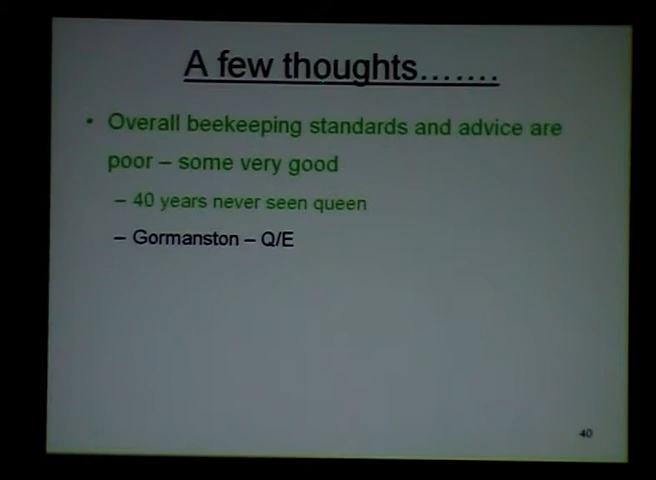 A few thoughts.......
• Overall beekeeping standards and advice are
poor – some very good
– 40 years never seen queen
– Gormanston – Q/E
40